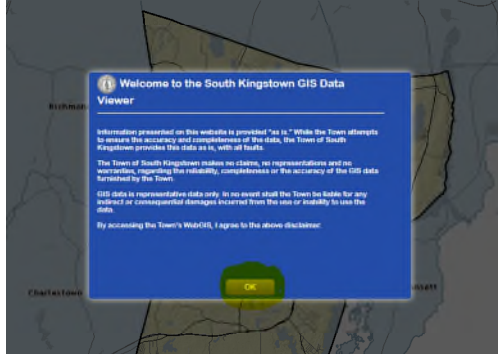 Welcome to the South Kingstown GIS Data
Viewer
Richmon
Information presented on this website is provided "as is." While the Town attempts
to ensure the accuracy and completeness of the data, the Town of South
Kingstown provides this data as is, with all faults.
The Town of South Kingstown makes no claims, no representations and no
warranties, regarding the reliability, completeness or the accuracy of the GIS data
furnished by the Town.
GIS data is representative data only. In no event shall the Town be liable for any
indirect or consequential damages incurred from the use or inability to use the
data.
By accessing the Town's WebGIS, I agree to the above disclaimer.
OK
Charlestown
nsett